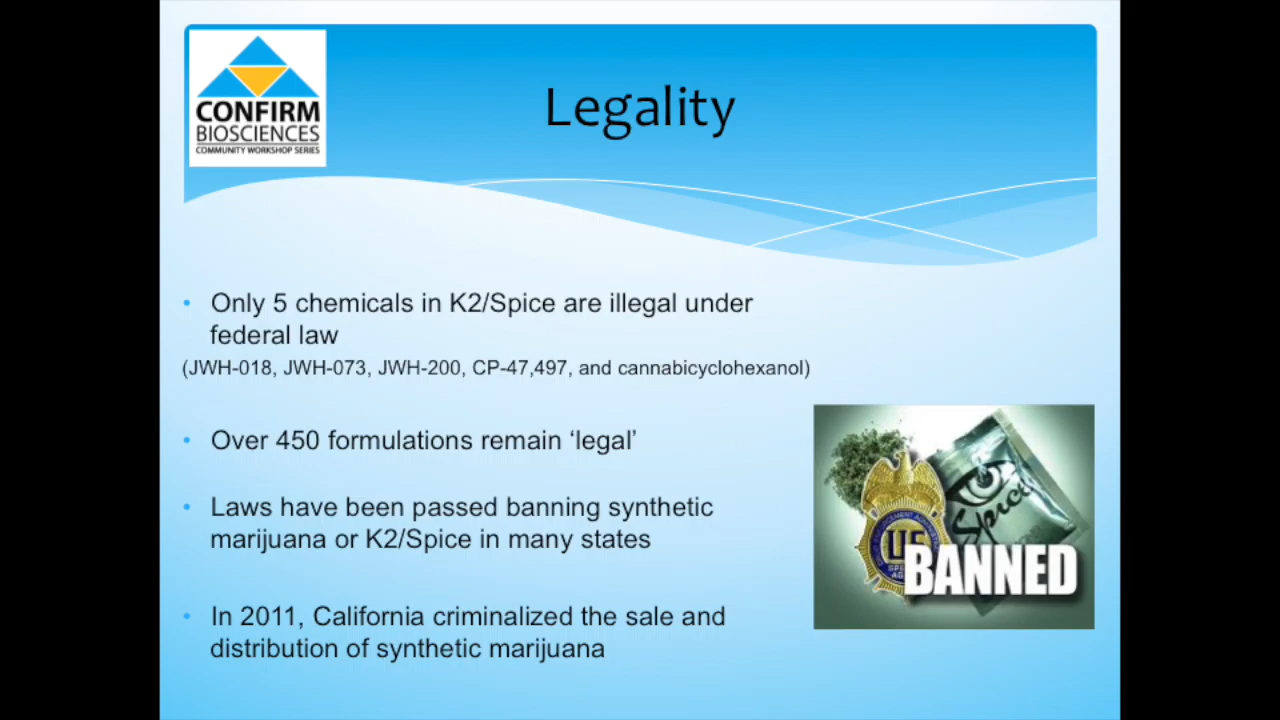 CONFIRM
BIOSCIENCES
COMMUNITY WORKSHOP SERIES
Legality
• Only 5 chemicals in K2/Spice are illegal under
federal law
(JWH-018, JWH-073, JWH-200, CP-47,497, and cannabicyclohexanol)
• Over 450 formulations remain ‘legal’
• Laws have been passed banning synthetic
marijuana or K2/Spice in many states
• In 2011, California criminalized the sale and
distribution of synthetic marijuana
Spice
US
BANNED